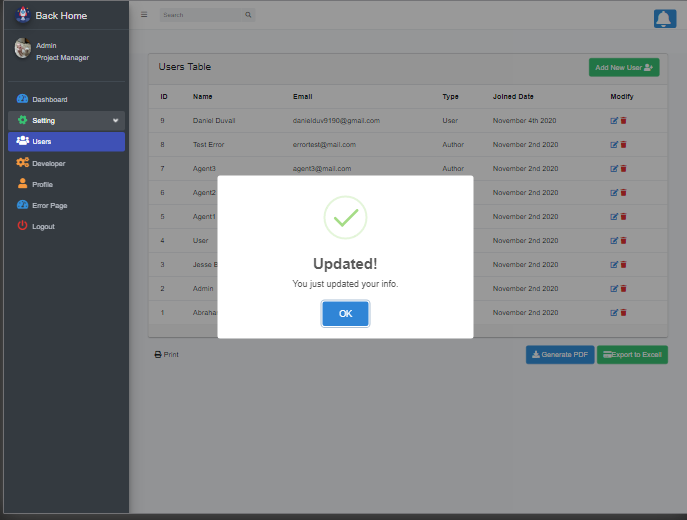 Back Home
Search
Admin
Project Manager
Users Table
Add New User
Dashboard
Setting
Users
Developer
Profile
Error Page
Logout
ID Name Email Type Joined Date Modify
9 Daniel Duvall danielduv9190@gmail.com User November 4th 2020
8 Test Error errortest@mail.com Author November 2nd 2020
7 Agent3 agent3@mail.com Author November 2nd 2020
6 Agent2 November 2nd 2020
5 Agent1 November 2nd 2020
4 User November 2nd 2020
3 Jesse E November 2nd 2020
2 Admin November 2nd 2020
1 Abraha November 2nd 2020
Updated!
You just updated your info.
OK
Print
Generate PDF
Export to Excell